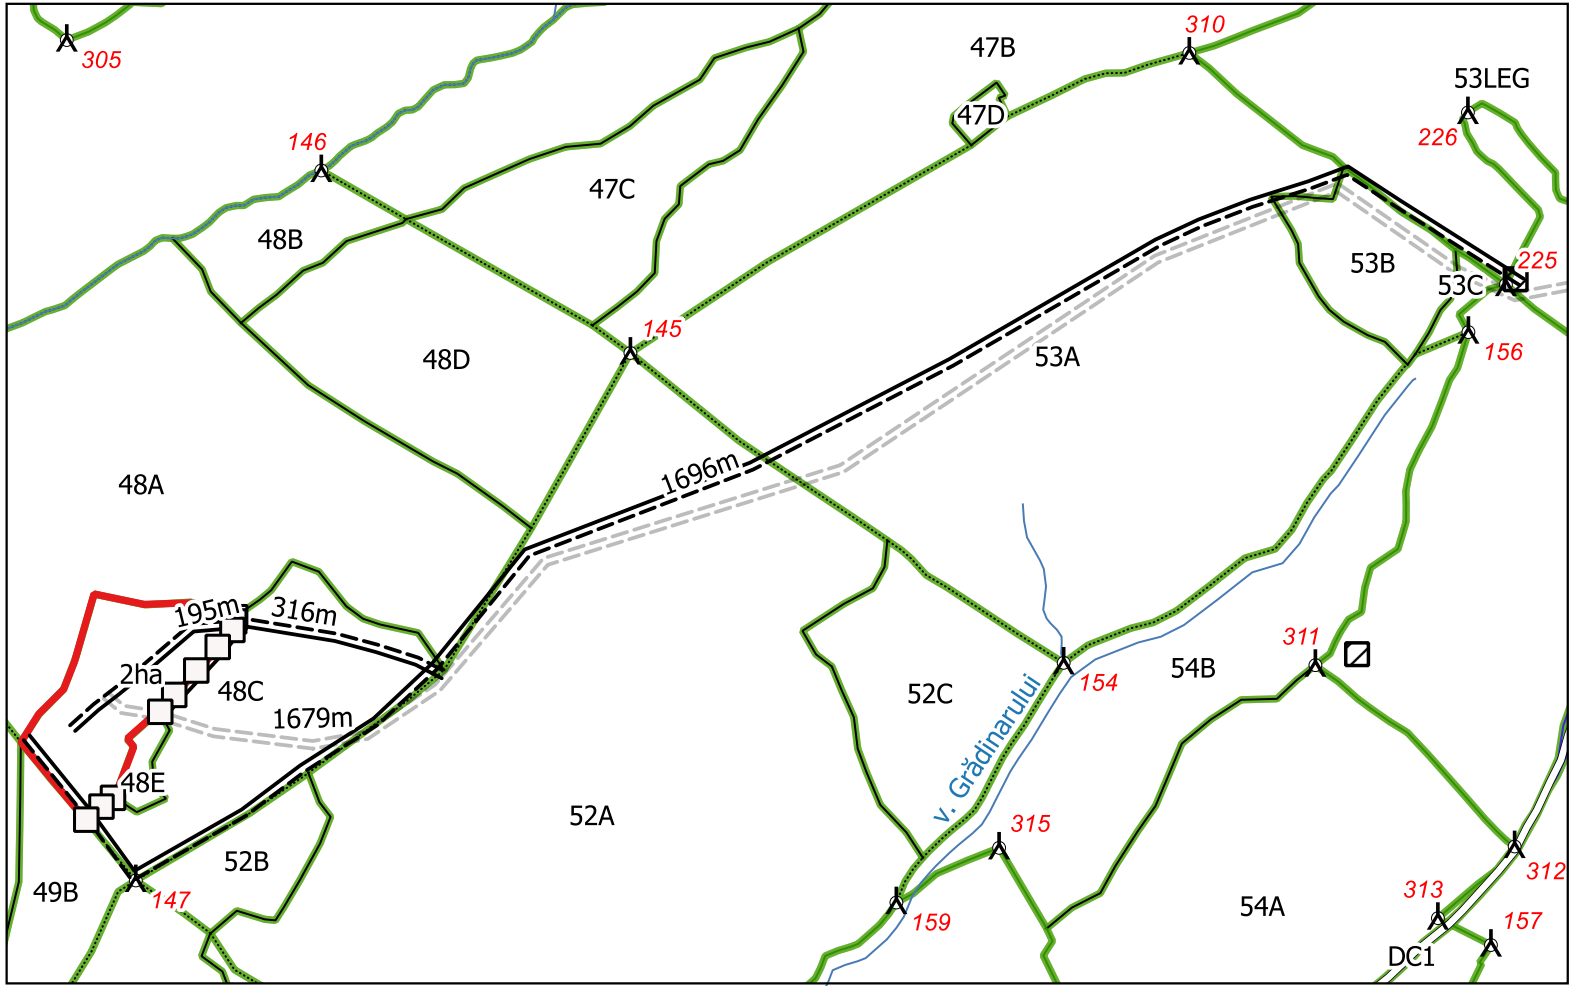 310
47B
305
53LEG
47D
226
146
47C
48B
225
53B
53C
145
156
53A
48D
1696m
48A
195m
316m
311
2ha
48C
54B
154
52C
1679m
v. Grădinarului
48E
52A
315
52B
312
49B
313
147
54A
159
157
DC1